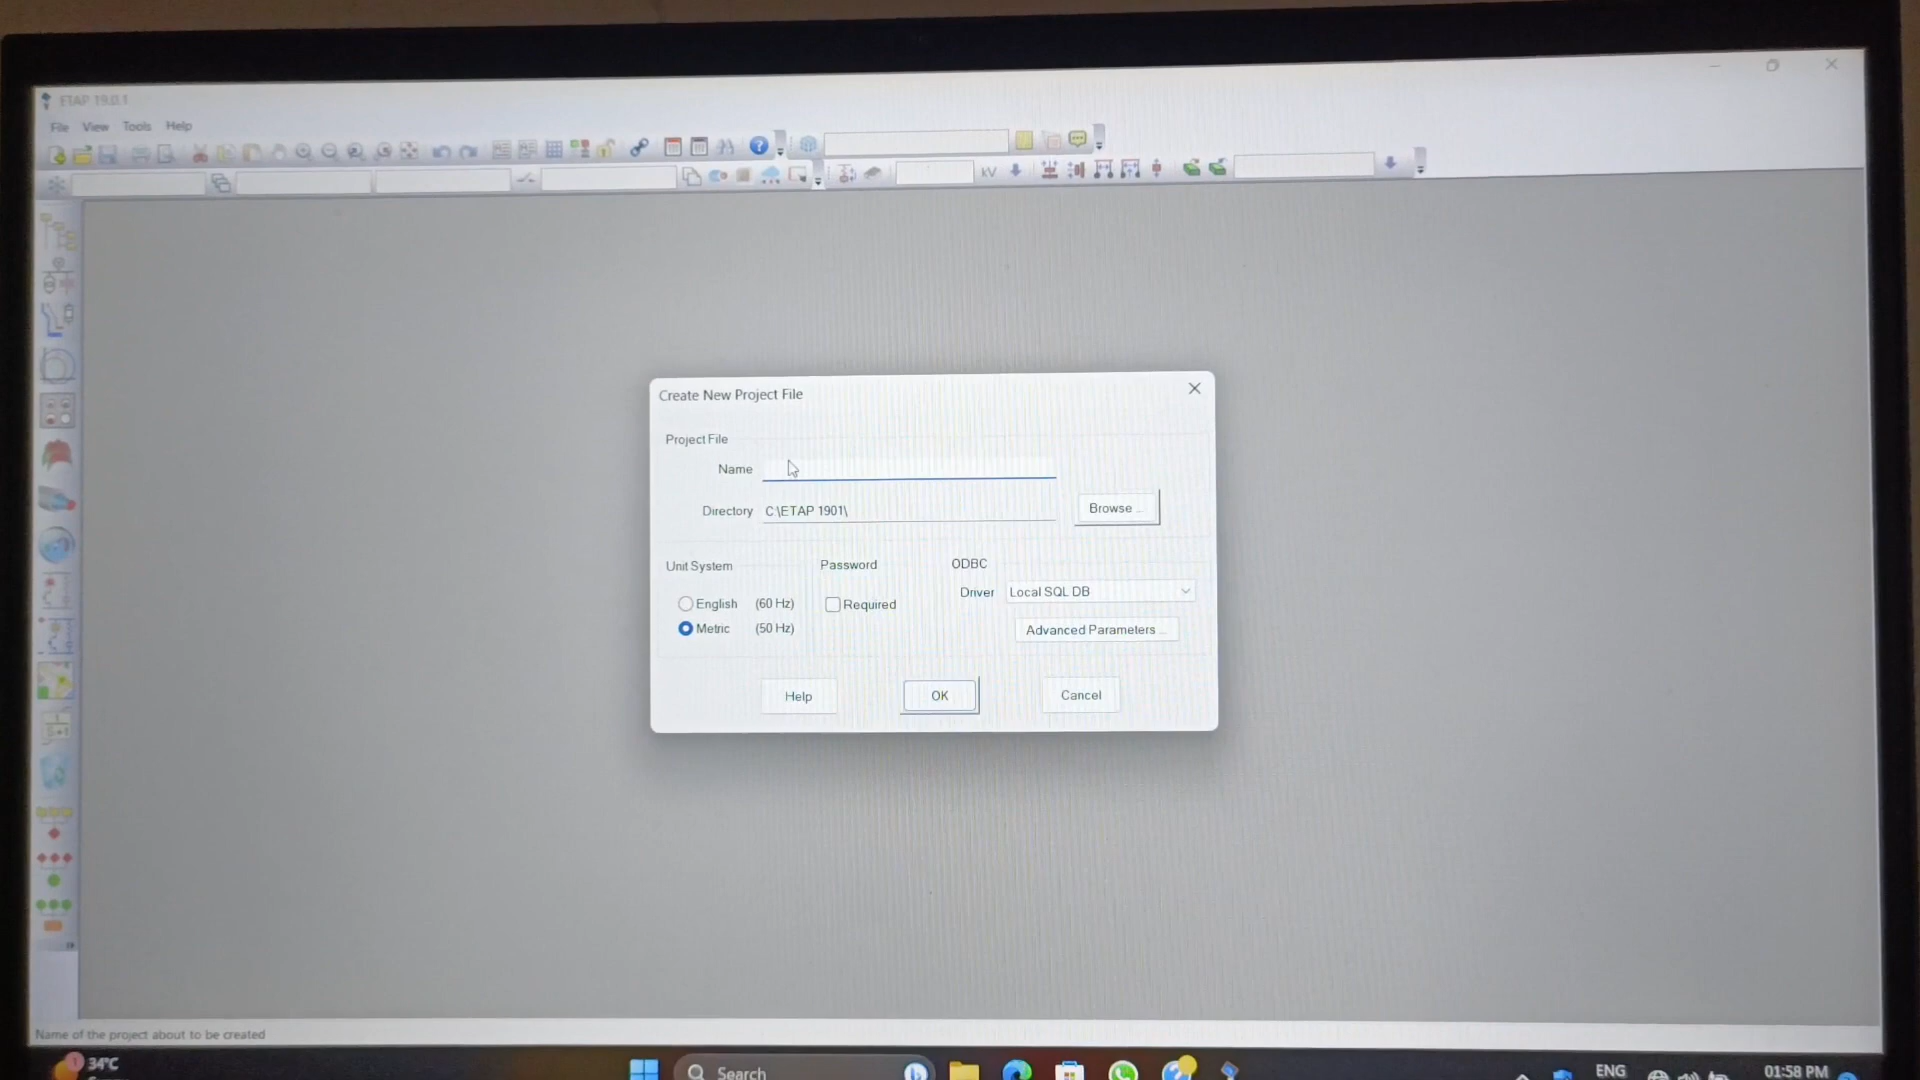 ETAP 19.0.1
File View Tools Help
kV
Create New Project File
Project File
Name
Directory C:\ETAP 1901\
Browse...
Unit System
Password
ODBC
Driver Local SQL DB
English (60 Hz)
Required
Metric (50 Hz)
Advanced Parameters...
Help
OK
Cancel
Name of the project about to be created
34°C
Search
ENG
01:58 PM